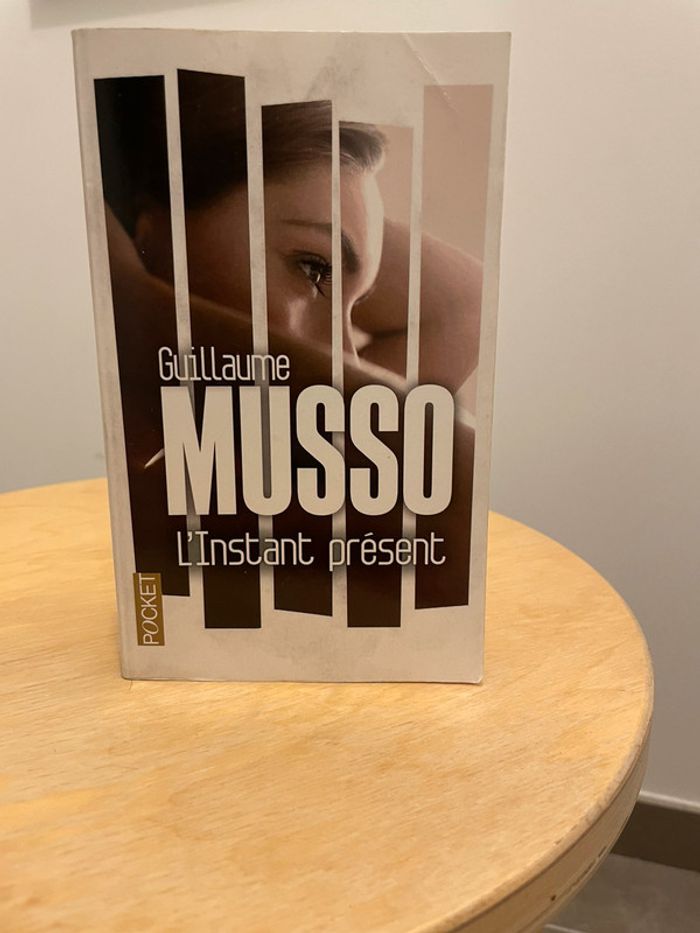 Guillaume
MUSSO
L'Instant présent
POCKET